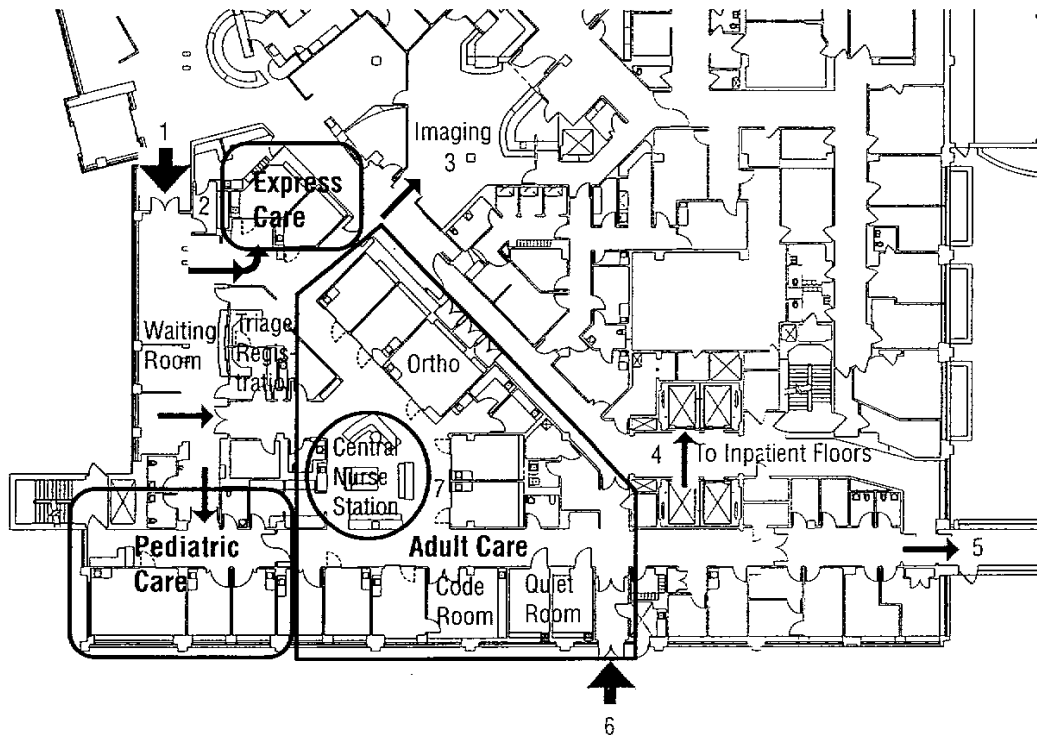 1
Imaging
3
Express
Care
2
Waiting
Room
Triage
Regis
tration
Ortho
Central
Nurse
Station
7
4
To Inpatient Floors
Pediatric
Care
Adult Care
5
Code
Room
Quiet
Room
6